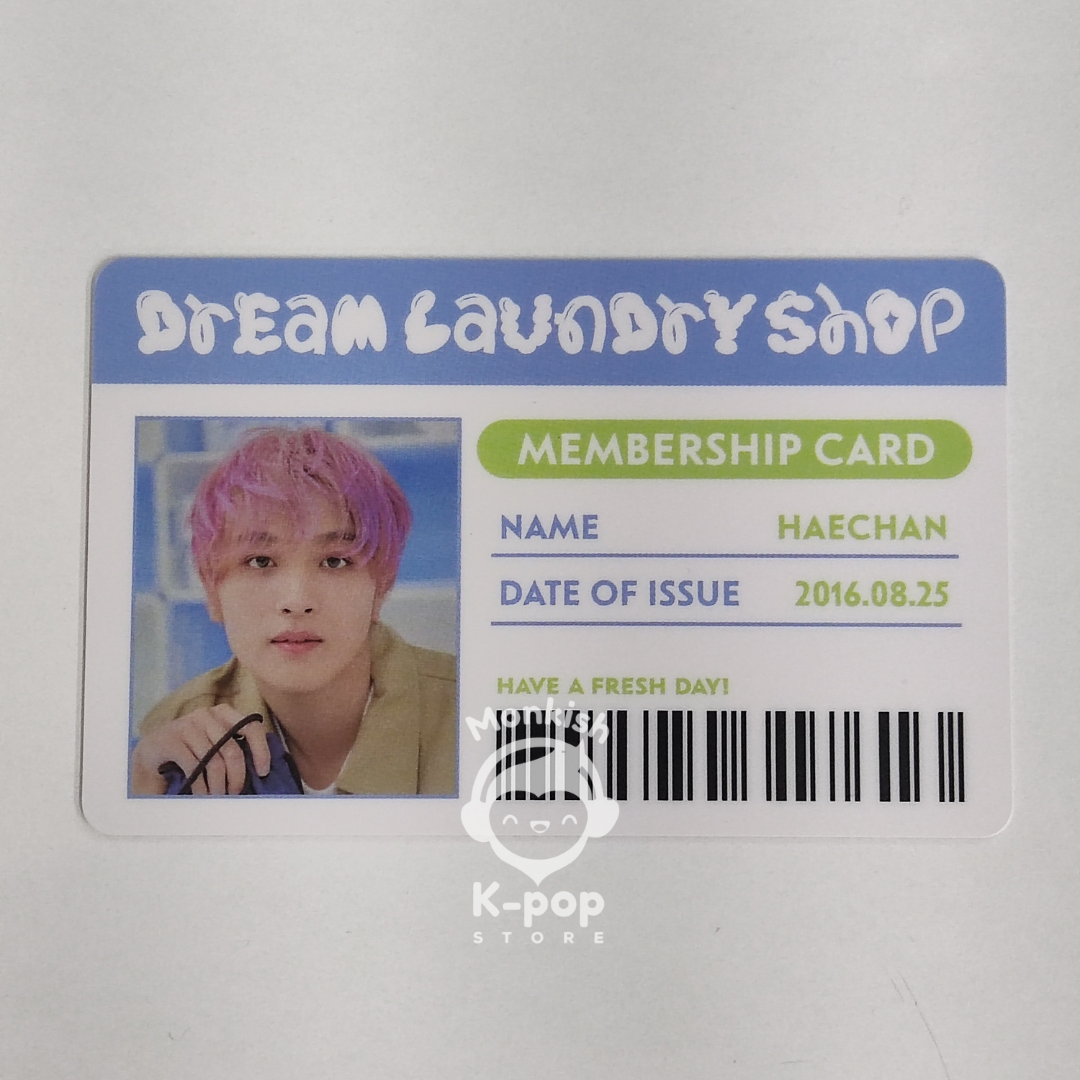 DrEaM LaunDrY ShOP
MEMBERSHIP CARD
NAME HAECHAN
DATE OF ISSUE 2016.08.25
HAVE A FRESH DAY!
Monkish
K-pop
STORE